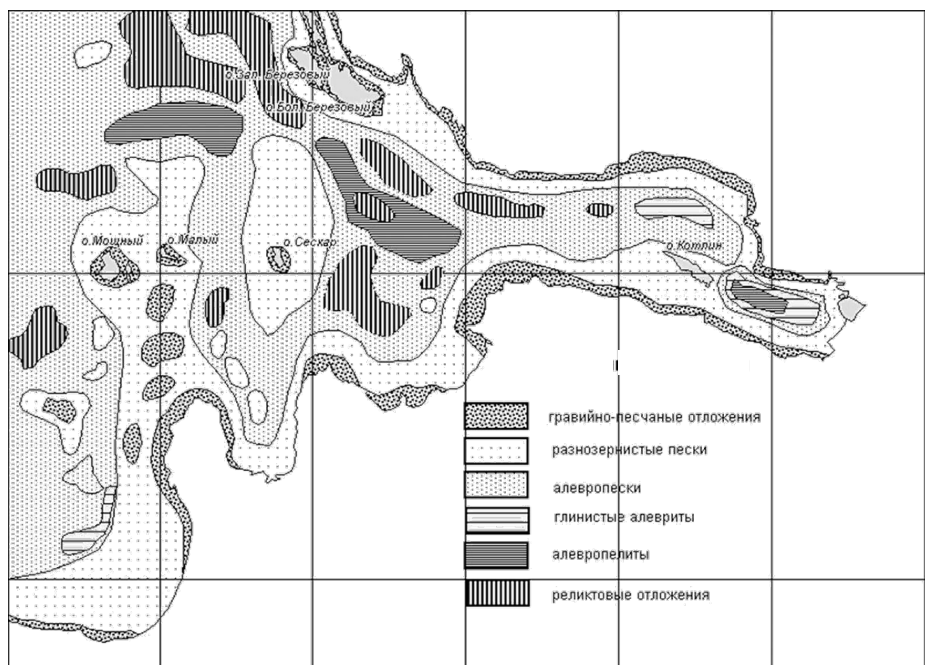 о.Зап. Березовый
о.Бол. Березовый
о.Мощный
о.Малый
о.Сескар
о.Котлин
гравийно-песчаные отложения
разнозернистые пески
алевропески
глинистые алевриты
алевропелиты
реликтовые отложения